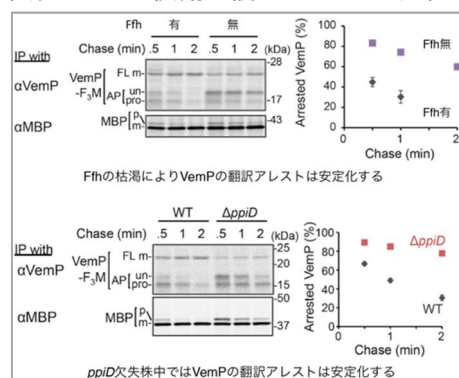 Ffh 有 無
Chase (min) .5 1 2 .5 1 2 (kDa)
IP with
αVemP
VemP
-F₃M
FL m-
AP
un-
pro-
-28
-17
αMBP
MBP
p
m-
-43
Arrested VemP (%)
100
80
60
40
20
0
Ffh無
Ffh有
0 1 2
Chase (min)
Ffhの枯渇によりVemPの翻訳アレストは安定化する
WT ΔppiD
Chase (min) .5 1 2 .5 1 2 (kDa)
IP with
αVemP
VemP
-F₃M
FL m-
AP
un-
pro-
-25
-20
-15
αMBP
MBP
p
m-
-50
-37
Arrested VemP (%)
100
80
60
40
20
0
ΔppiD
WT
0 1 2
Chase (min)
ppiD欠失株中ではVemPの翻訳アレストは安定化する